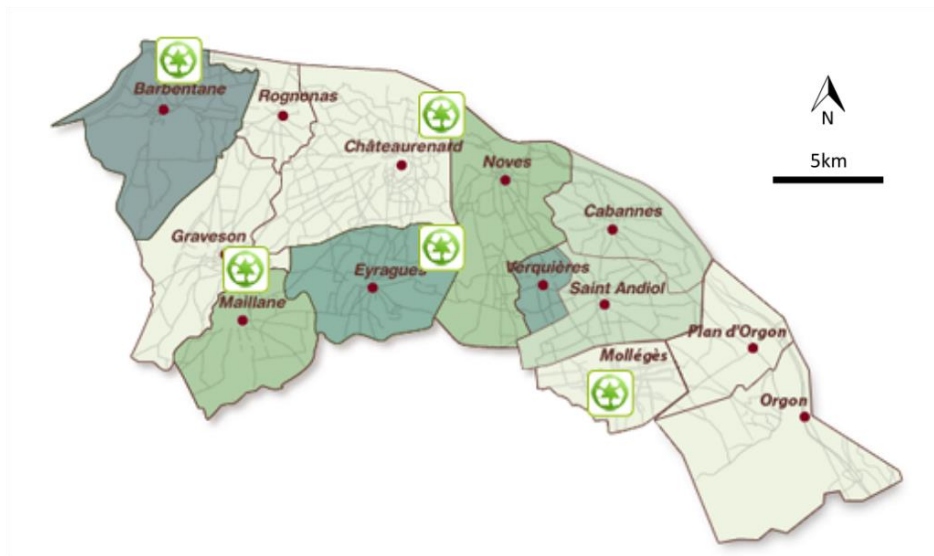 Barbentane
Rognonas
N
Châteaurenard
Noves
5km
Cabannes
Graveson
Eyragues
Verquières
Saint Andiol
Maillane
Plan d'Orgon
Mollégès
Orgon